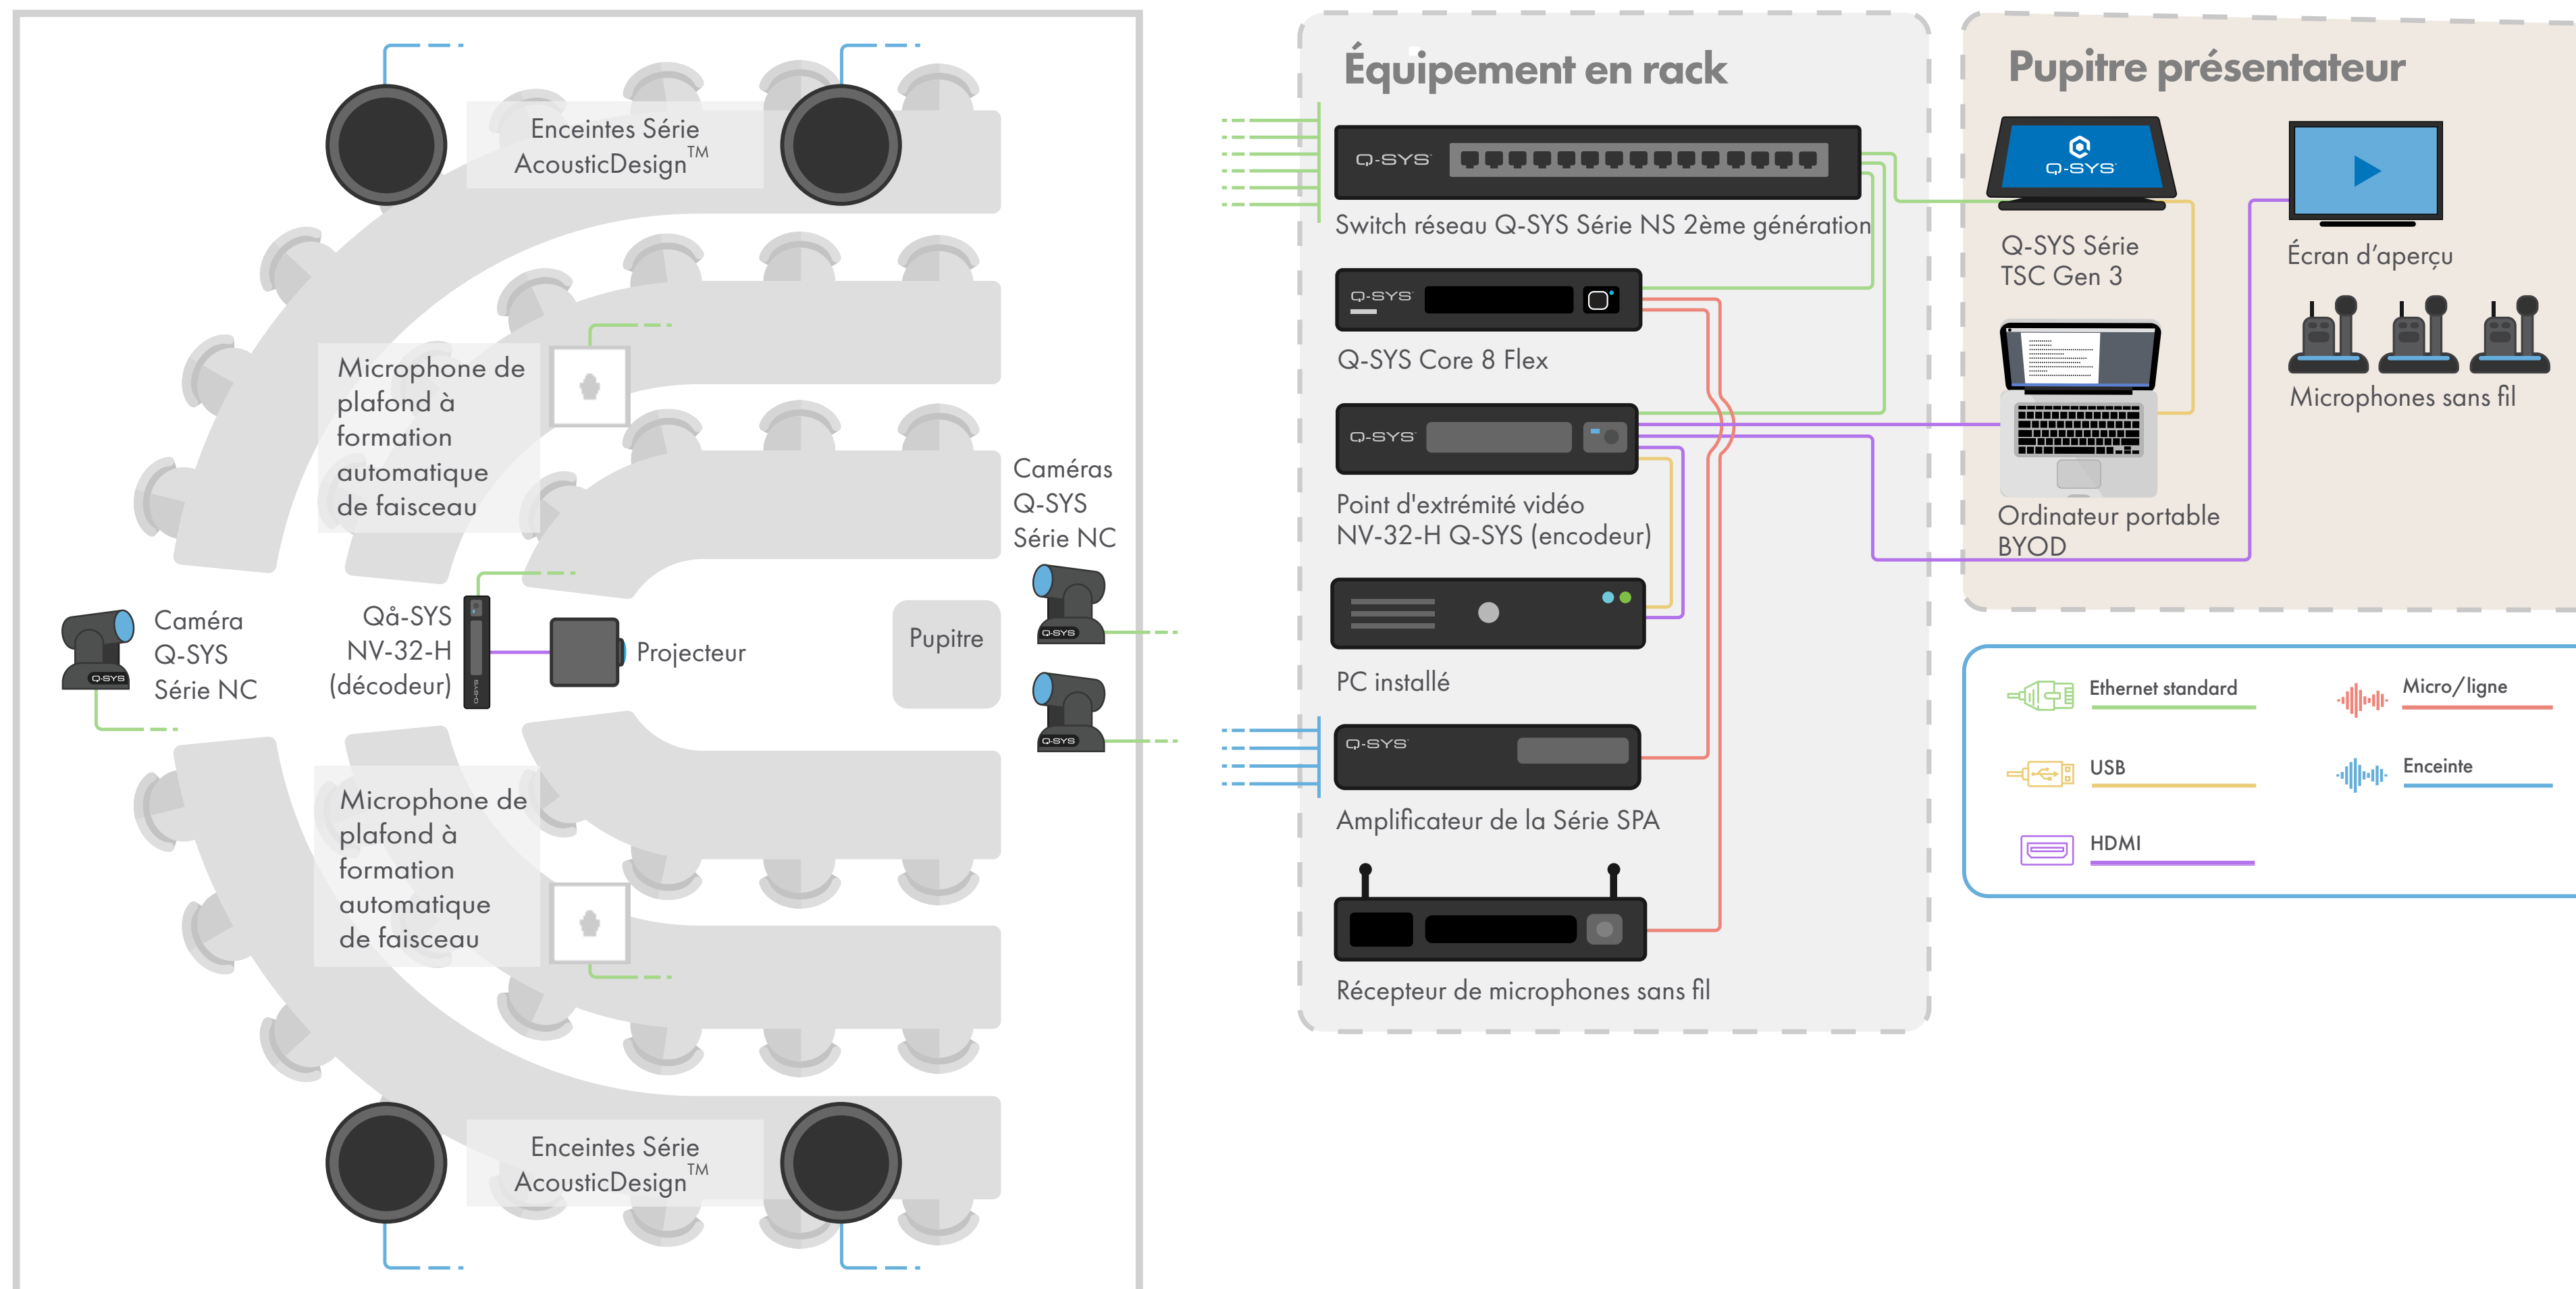 Enceintes Série
AcousticDesign™
Microphone de
plafond à
formation
automatique
de faisceau
Caméras
Q-SYS
Série NC
Q-SYS
Q-SYS
Caméra
Q-SYS
Série NC
Q-SYS
Qå-SYS
NV-32-H
(décodeur)
Q-SYS
Projecteur
Pupitre
Microphone de
plafond à
formation
automatique
de faisceau
Enceintes Série
AcousticDesign™
Équipement en rack
Q-SYS
Switch réseau Q-SYS Série NS 2ème génération
Q-SYS
Q-SYS Core 8 Flex
Q-SYS
Point d'extrémité vidéo
NV-32-H Q-SYS (encodeur)
PC installé
Q-SYS
Amplificateur de la Série SPA
Récepteur de microphones sans fil
Pupitre présentateur
Q-SYS
Q-SYS Série
TSC Gen 3
Écran d’aperçu
Microphones sans fil
Ordinateur portable
BYOD
Ethernet standard
Micro/ligne
USB
Enceinte
HDMI